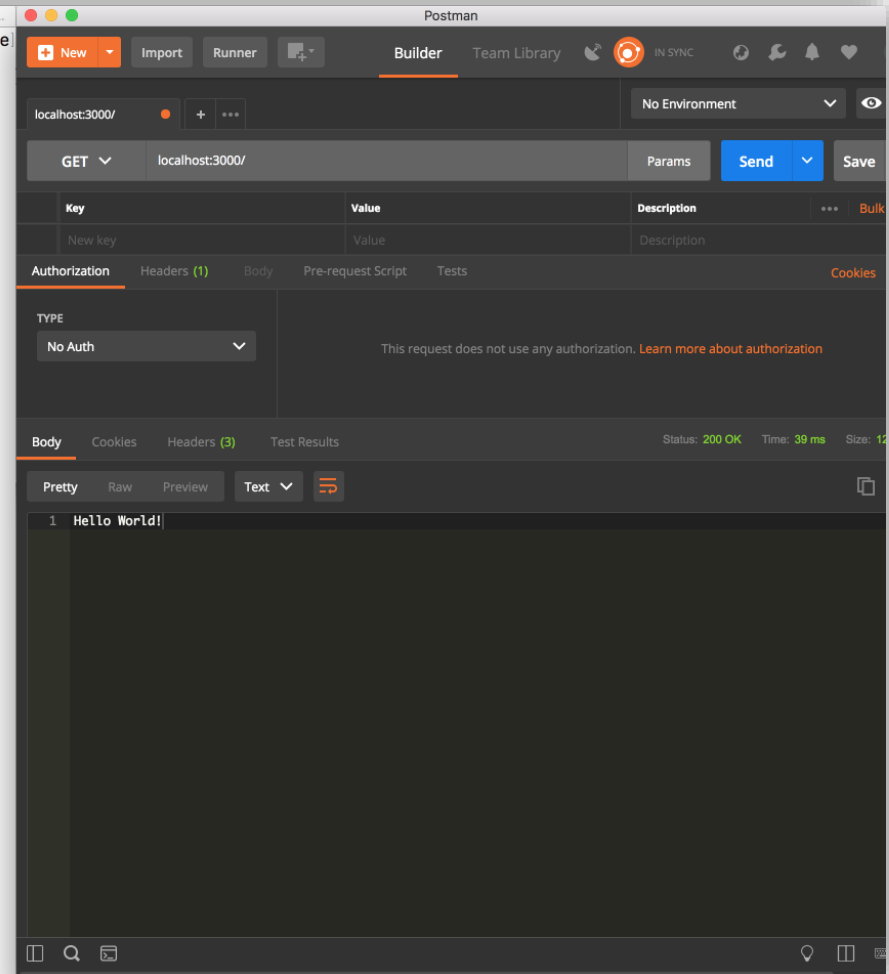 Postman
New Import Runner Builder Team Library IN SYNC
localhost:3000/ + No Environment
GET localhost:3000/ Params Send Save
Key Value Description Bulk
New key Value Description
Authorization Headers (1) Body Pre-request Script Tests Cookies
TYPE
No Auth
This request does not use any authorization. Learn more about authorization
Body Cookies Headers (3) Test Results Status: 200 OK Time: 39 ms Size: 12
Pretty Raw Preview Text
1 Hello World!